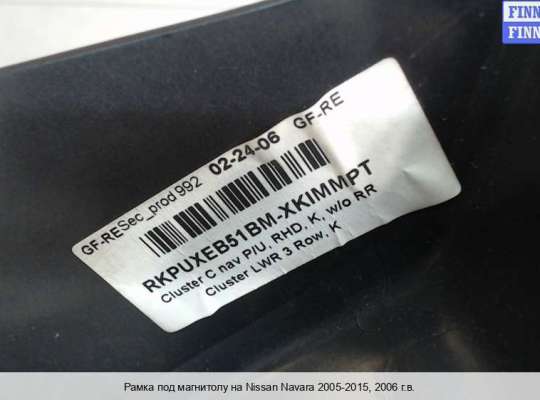 FINN
FINN
GF-RESec_prod 992 02-24-06 GF-RE
RKPUXEB51BM-XKIMMPT
Cluster C nav P/U, RHD, K, w/o RR
Cluster LWR 3 Row, K
Рамка под магнитолу на Nissan Navara 2005-2015, 2006 г.в.